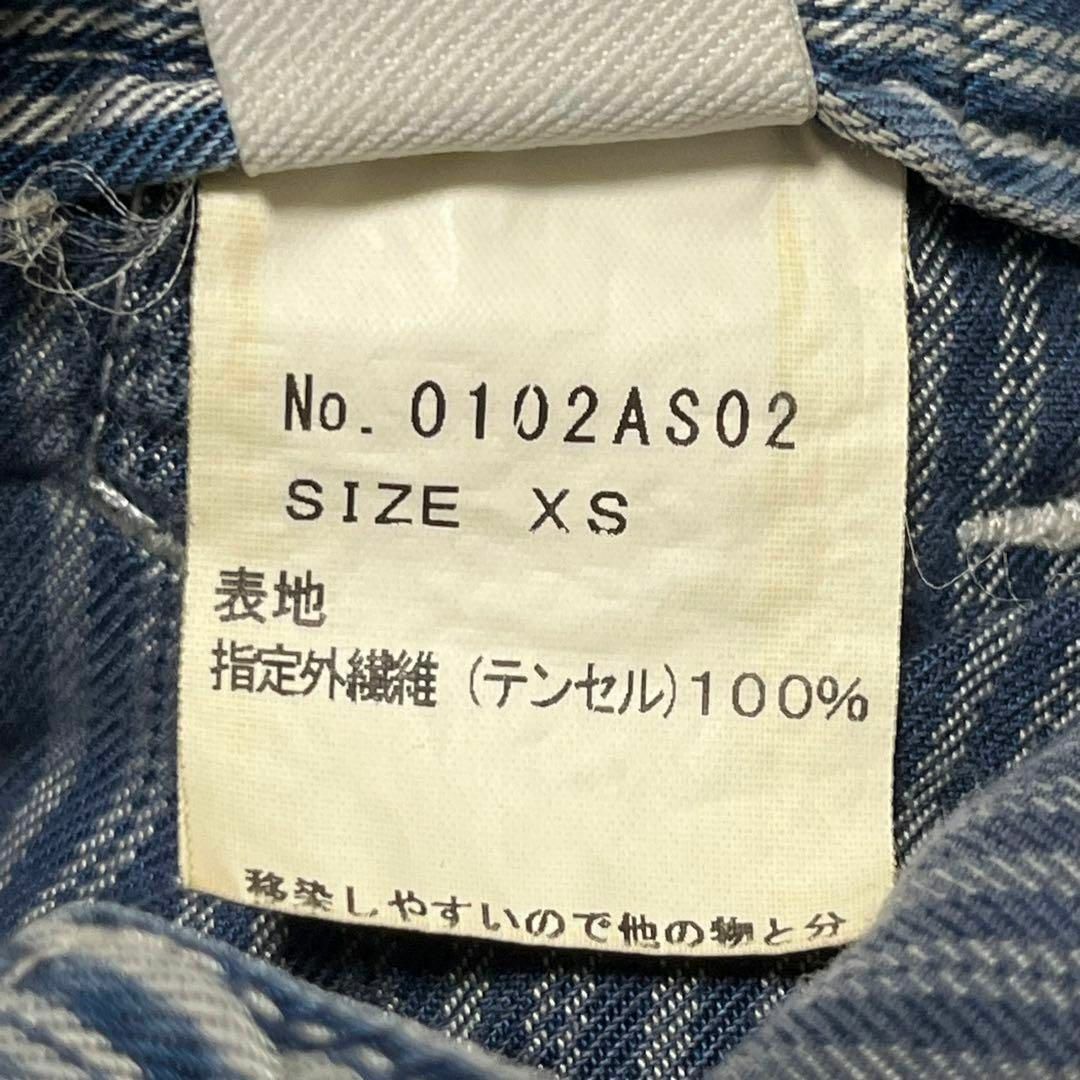 No. 0102AS02
SIZE XS
表地
指定外繊維 (テンセル)100%
移染しやすいので他の物と分